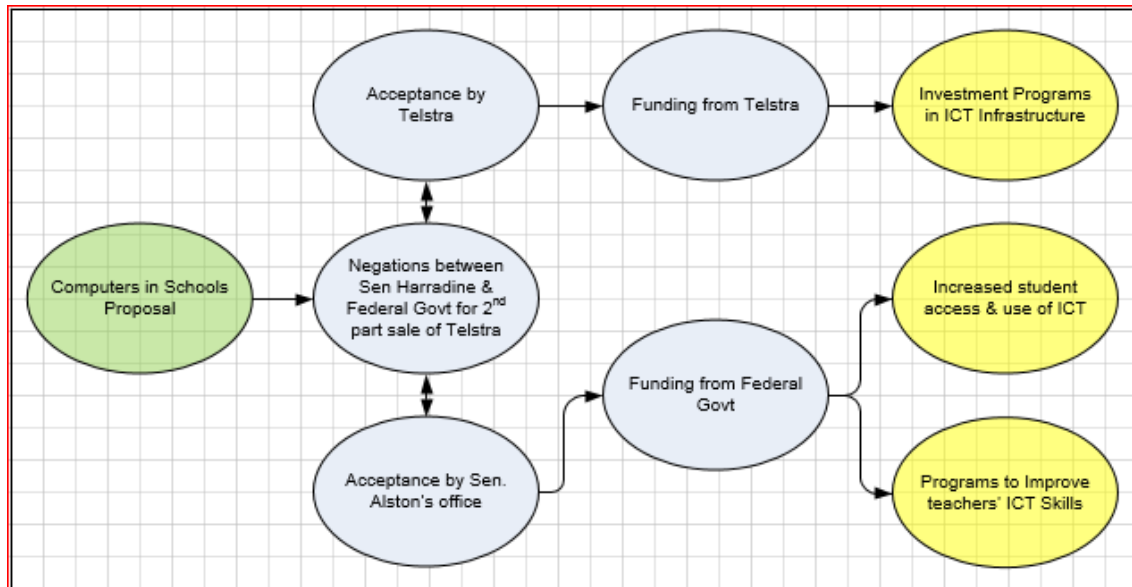 Acceptance by
Telstra
Funding from Telstra
Investment Programs
in ICT Infrastructure
Computers in Schools
Proposal
Negations between
Sen Harradine &
Federal Govt for 2nd
part sale of Telstra
Increased student
access & use of ICT
Funding from Federal
Govt
Acceptance by Sen.
Alston's office
Programs to Improve
teachers' ICT Skills